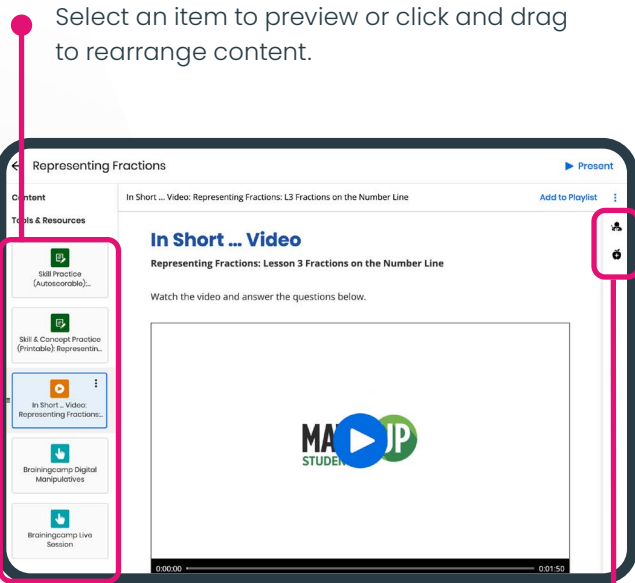 Select an item to preview or click and drag
to rearrange content.
Representing Fractions
Present
Content
In Short ... Video: Representing Fractions: L3 Fractions on the Number Line
Add to Playlist
Tools & Resources
In Short ... Video
Representing Fractions: Lesson 3 Fractions on the Number Line
Watch the video and answer the questions below.
Skill Practice
(Autoscorable):...
Skill & Concept Practice
(Printable): Representin...
In Short ... Video:
Representing Fractions:...
Brainingcamp Digital
Manipulatives
Brainingcamp Live
Session
MA UP
STUDEN
0:00:00
0:01:50